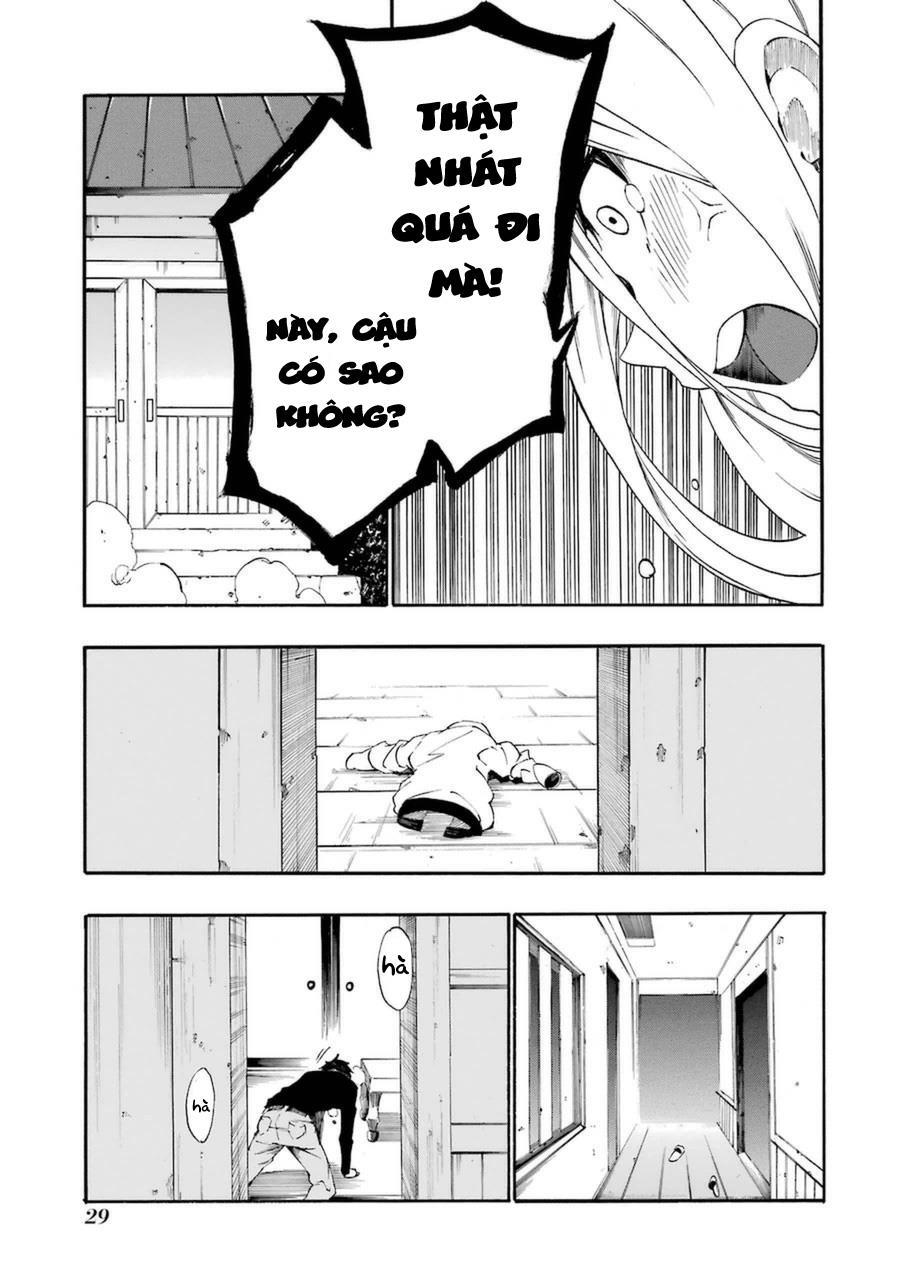 THẬT
NHÁT
QUÁ ĐI
MÀ!
NÀY, CẬU
CÓ SAO
KHÔNG?
hà
hà
29